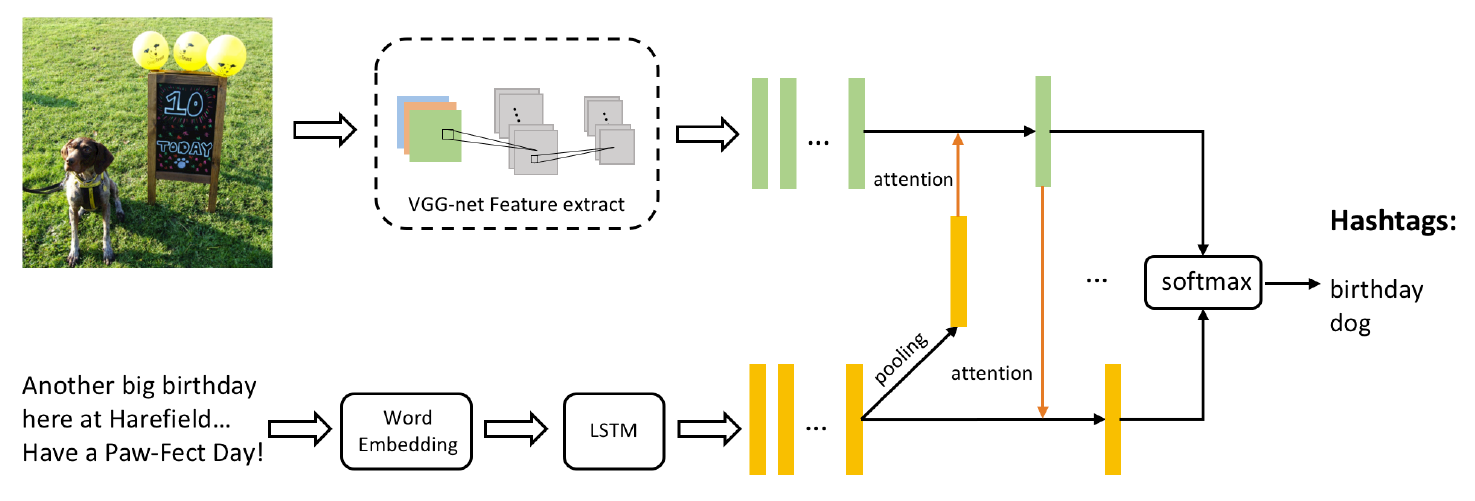 10
TODAY
VGG-net Feature extract
...
attention
Hashtags:
...
softmax
birthday
dog
pooling
attention
Another big birthday
here at Harefield...
Have a Paw-Fect Day!
Word
Embedding
LSTM
...